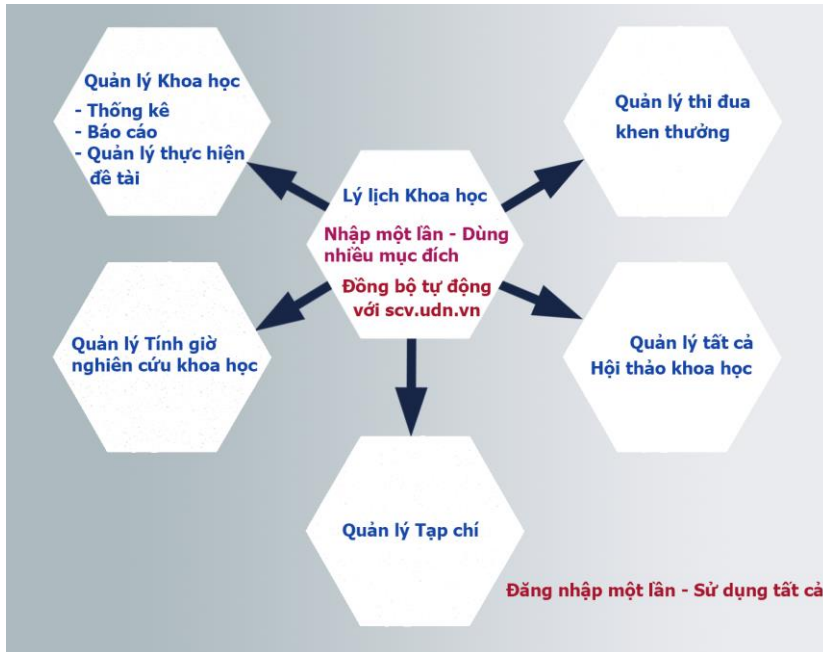 Quản lý Khoa học
- Thống kê
- Báo cáo
- Quản lý thực hiện
đề tài
Quản lý thi đua
khen thưởng
Lý lịch Khoa học
Nhập một lần - Dùng
nhiều mục đích
Đồng bộ tự động
với scv.udn.vn
Quản lý Tính giờ
nghiên cứu khoa học
Quản lý tất cả
Hội thảo khoa học
Quản lý Tạp chí
Đăng nhập một lần - Sử dụng tất cả